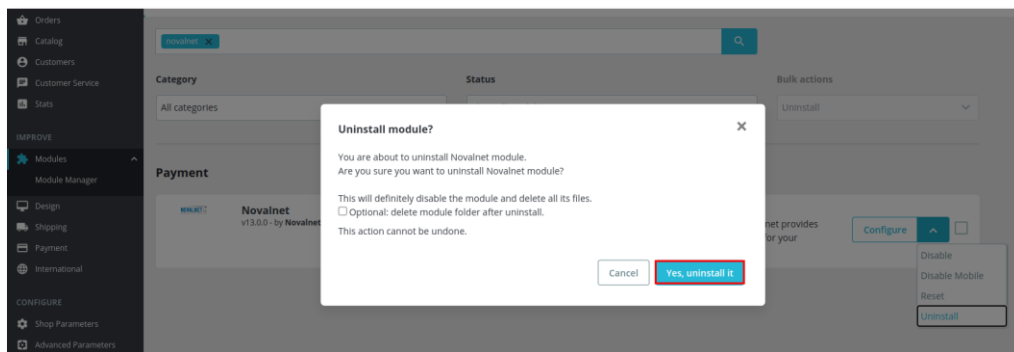 Orders
Catalog
Customers
Customer Service
Stats
IMPROVE
Modules
Module Manager
Design
Shipping
Payment
International
CONFIGURE
Shop Parameters
Advanced Parameters
novalnet
Category
Status
Bulk actions
All categories
Uninstall
Payment
NOVALNET
Novalnet
v13.0.0 - by Novalnet
net provides
for your
Configure
Disable
Disable Mobile
Reset
Uninstall
Uninstall module?
You are about to uninstall Novalnet module.
Are you sure you want to uninstall Novalnet module?
This will definitely disable the module and delete all its files.
Optional: delete module folder after uninstall.
This action cannot be undone.
Cancel
Yes, uninstall it